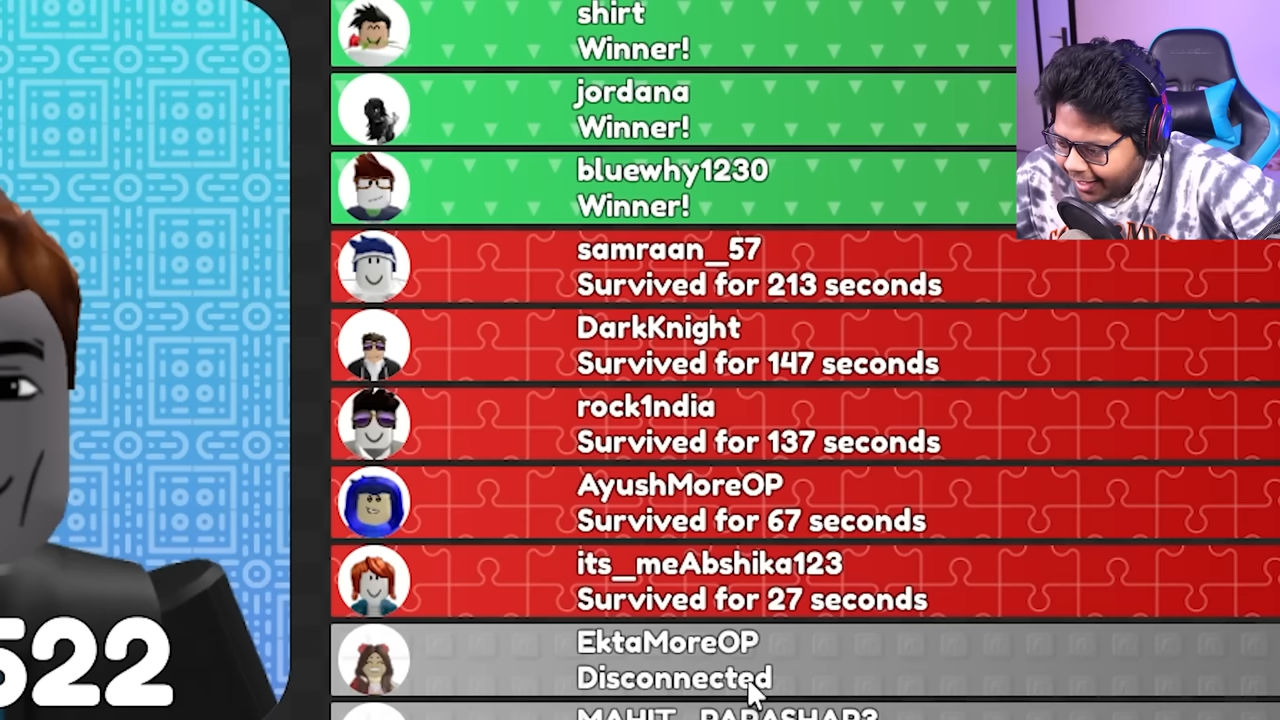 shirt
Winner!
jordana
Winner!
bluewhy1230
Winner!
samraan_57
Survived for 213 seconds
DarkKnight
Survived for 147 seconds
rock1ndia
Survived for 137 seconds
AyushMoreOP
Survived for 67 seconds
its_meAbshika123
Survived for 27 seconds
EktaMoreOP
Disconnected
522